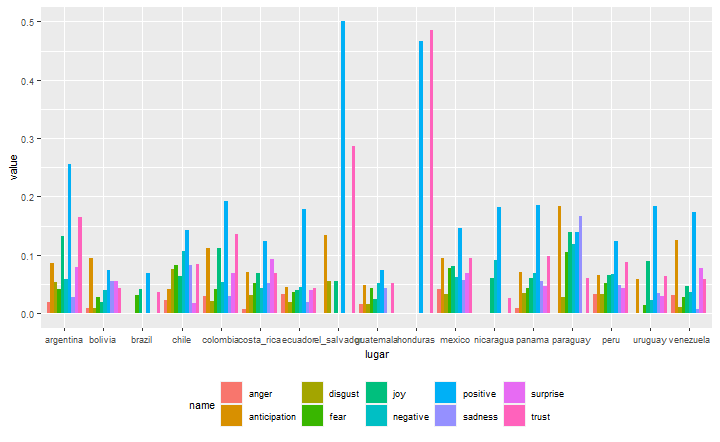 0.5
0.4
0.3
0.2
0.1
0.0
value
argentina bolivia brazil chile colombia costa_rica ecuador el_salvador guatemala honduras mexico nicaragua panama paraguay peru uruguay venezuela
lugar
name anger disgust joy positive surprise
anticipation fear negative sadness trust